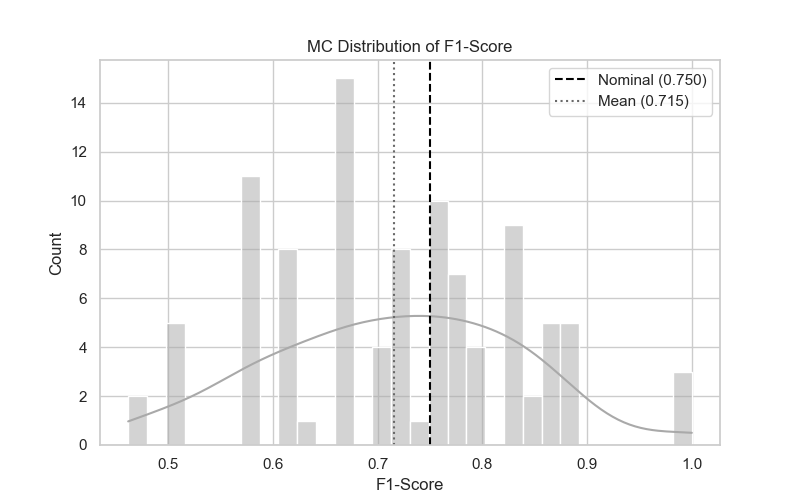 MC Distribution of F1-Score
Nominal (0.750)
Mean (0.715)
Count
14
12
10
8
6
4
2
0
0.5 0.6 0.7 0.8 0.9 1.0
F1-Score